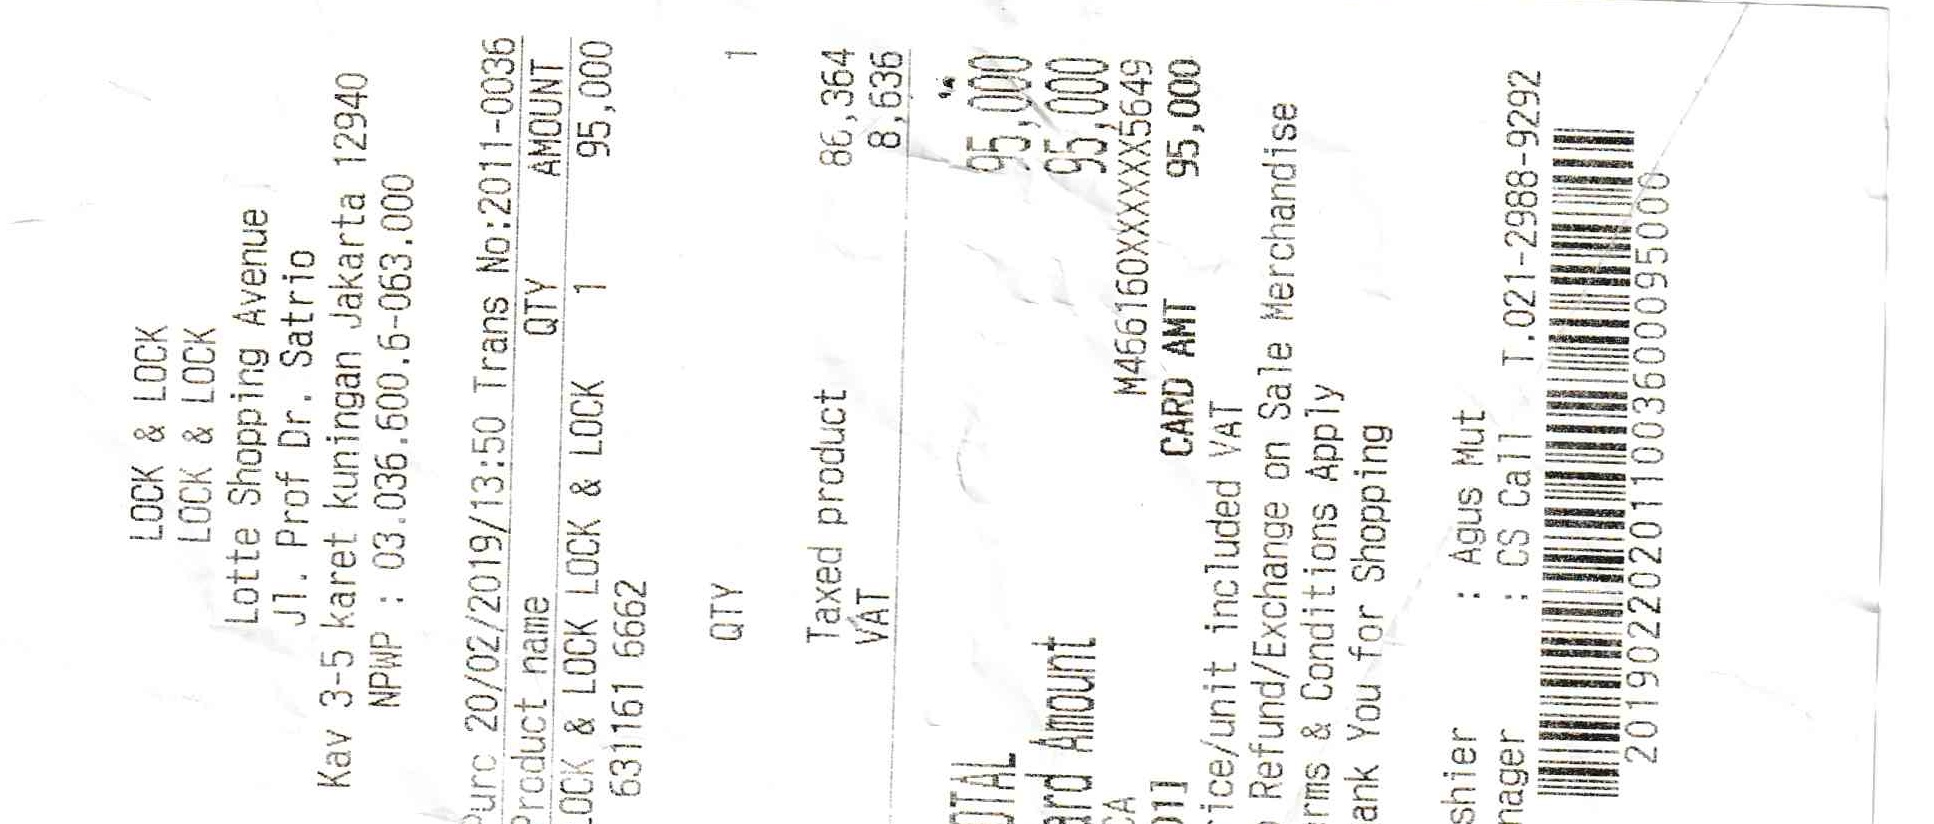 LOCK & LOCK
LOCK & LOCK
Lotte Shopping Avenue
Jl. Prof Dr. Satrio
Kav 3-5 karet kuningan Jakarta 12940
NPWP : 03.036.600.6-063.000
Purc 20/02/2019/13:50 Trans No:2011-0036
Product name QTY AMOUNT
LOCK & LOCK LOCK & LOCK 1 95,000
631161 6662
QTY 1
Taxed product 86,364
VAT 8,636
OTAL 95,000
ard Amount 95,000
CA M466160XXXXXX5649
011] CARD AMT 95,000
rice/unit included VAT
Refund/Exchange on Sale Merchandise
rms & Conditions Apply
ank You for Shopping
shier : Agus Mut
nager : CS Call T.021-2988-9292
201902202011003600095000